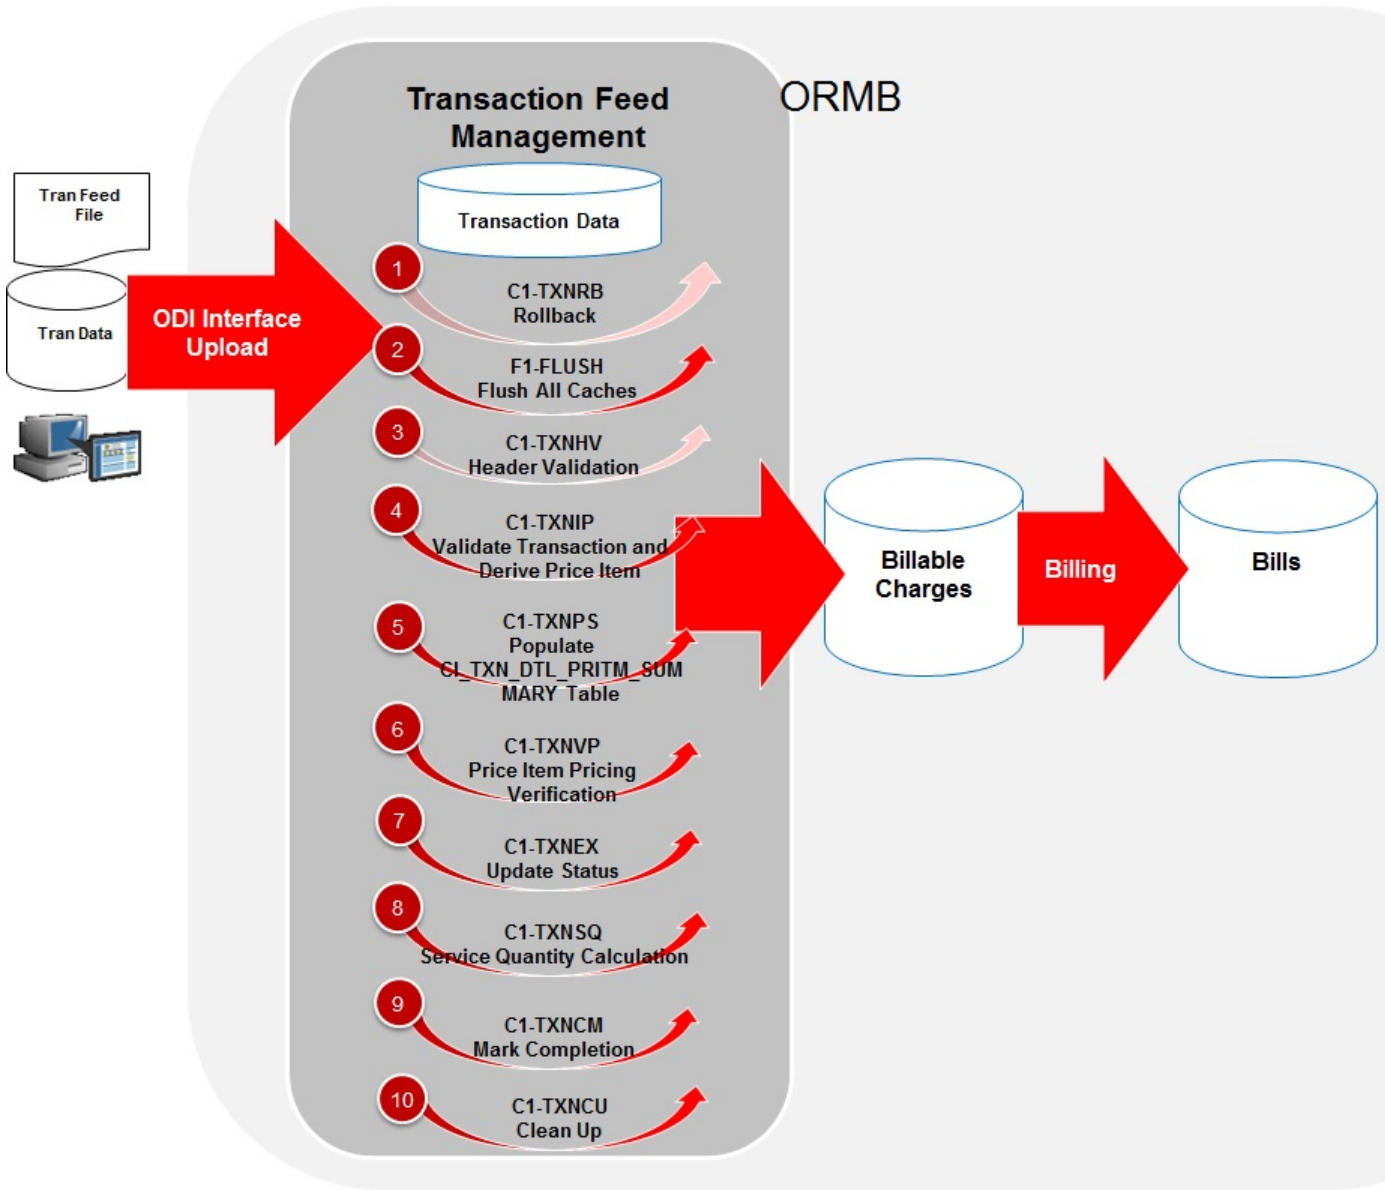 Transaction Feed
Management
ORMB
Tran Feed
File
Transaction Data
Tran Data
ODI Interface
Upload
1
C1-TXNRB
Rollback
2
F1-FLUSH
Flush All Caches
3
C1-TXNHV
Header Validation
4
C1-TXNIP
Validate Transaction and
Derive Price Item
5
C1-TXNPS
Populate
CI_TXN_DTL_PRITM_SUM
MARY Table
6
C1-TXNVP
Price Item Pricing
Verification
7
C1-TXNEX
Update Status
8
C1-TXNSQ
Service Quantity Calculation
9
C1-TXNCM
Mark Completion
10
C1-TXNCU
Clean Up
Billable
Charges
Billing
Bills